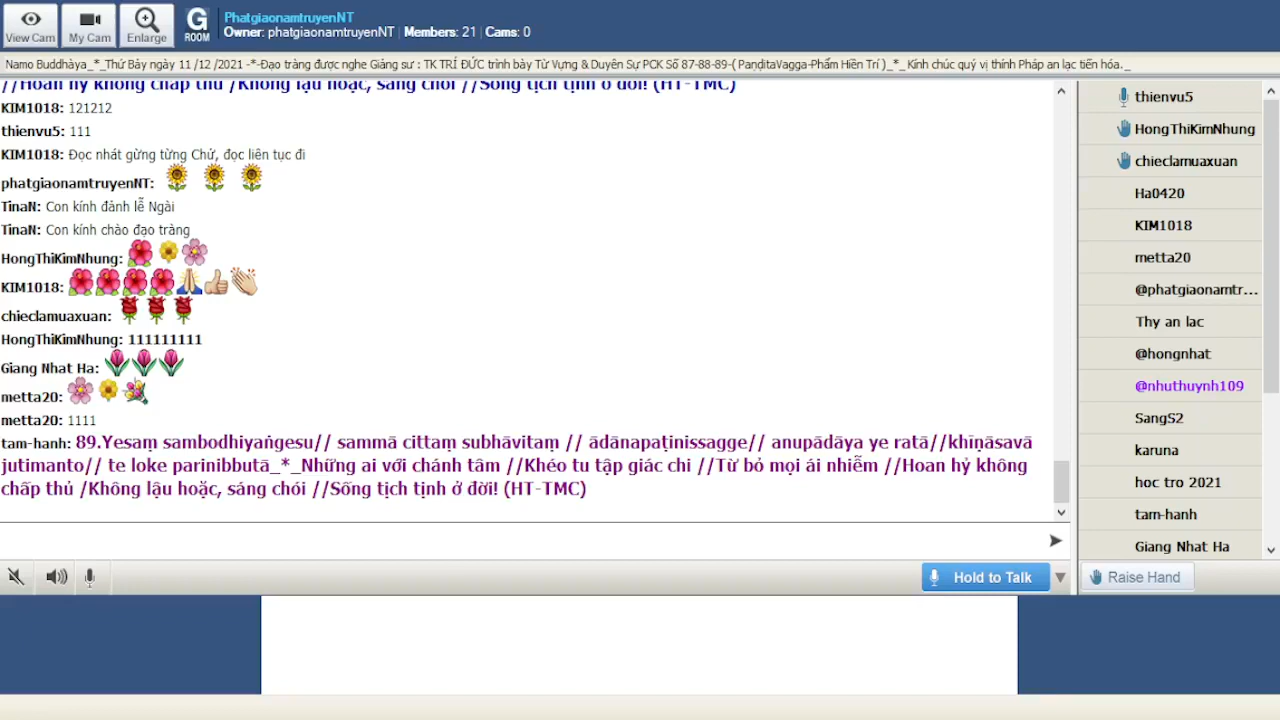 View Cam
My Cam
Enlarge
G
ROOM
PhatgiaonamtruyenNT
Owner: phatgiaonamtruyenNT | Members: 21 | Cams: 0
Namo Buddhàya_*_Thứ Bảy ngày 11 /12 /2021 -*-Đạo tràng được nghe Giảng sư : TK TRÍ ĐỨC trình bày Từ Vựng & Duyên Sự PCK Số 87-88-89-( PaṇḍitaVagga-Phẩm Hiền Trí )_*_ Kính chúc quý vị thính Pháp an lạc tiến hóa._
//Hoan hỷ không chấp thủ /Không lậu hoặc, sáng chói //Sống tịch tịnh ở đời! (HT-TMC)
KIM1018: 121212
thienvu5: 111
KIM1018: Đọc nhát gừng từng Chứ, đọc liên tục đi
phatgiaonamtruyenNT:
TinaN: Con kính đảnh lễ Ngài
TinaN: Con kính chào đạo tràng
HongThiKimNhung:
KIM1018:
chieclamuaxuan:
HongThiKimNhung: 111111111
Giang Nhat Ha:
metta20:
metta20: 1111
tam-hanh: 89.Yesaṃ sambodhiyaṅgesu// sammā cittaṃ subhāvitaṃ // ādānapaṭinissagge// anupādāya ye ratā//khīṇāsavā
jutimanto// te loke parinibbutā_*_Những ai với chánh tâm //Khéo tu tập giác chi //Từ bỏ mọi ái nhiễm //Hoan hỷ không
chấp thủ /Không lậu hoặc, sáng chói //Sống tịch tịnh ở đời! (HT-TMC)
Hold to Talk
thienvu5
HongThiKimNhung
chieclamuaxuan
Ha0420
KIM1018
metta20
@phatgiaonamtr...
Thy an lac
@hongnhat
@nhuthuynh109
SangS2
karuna
hoc tro 2021
tam-hanh
Giang Nhat Ha
Raise Hand